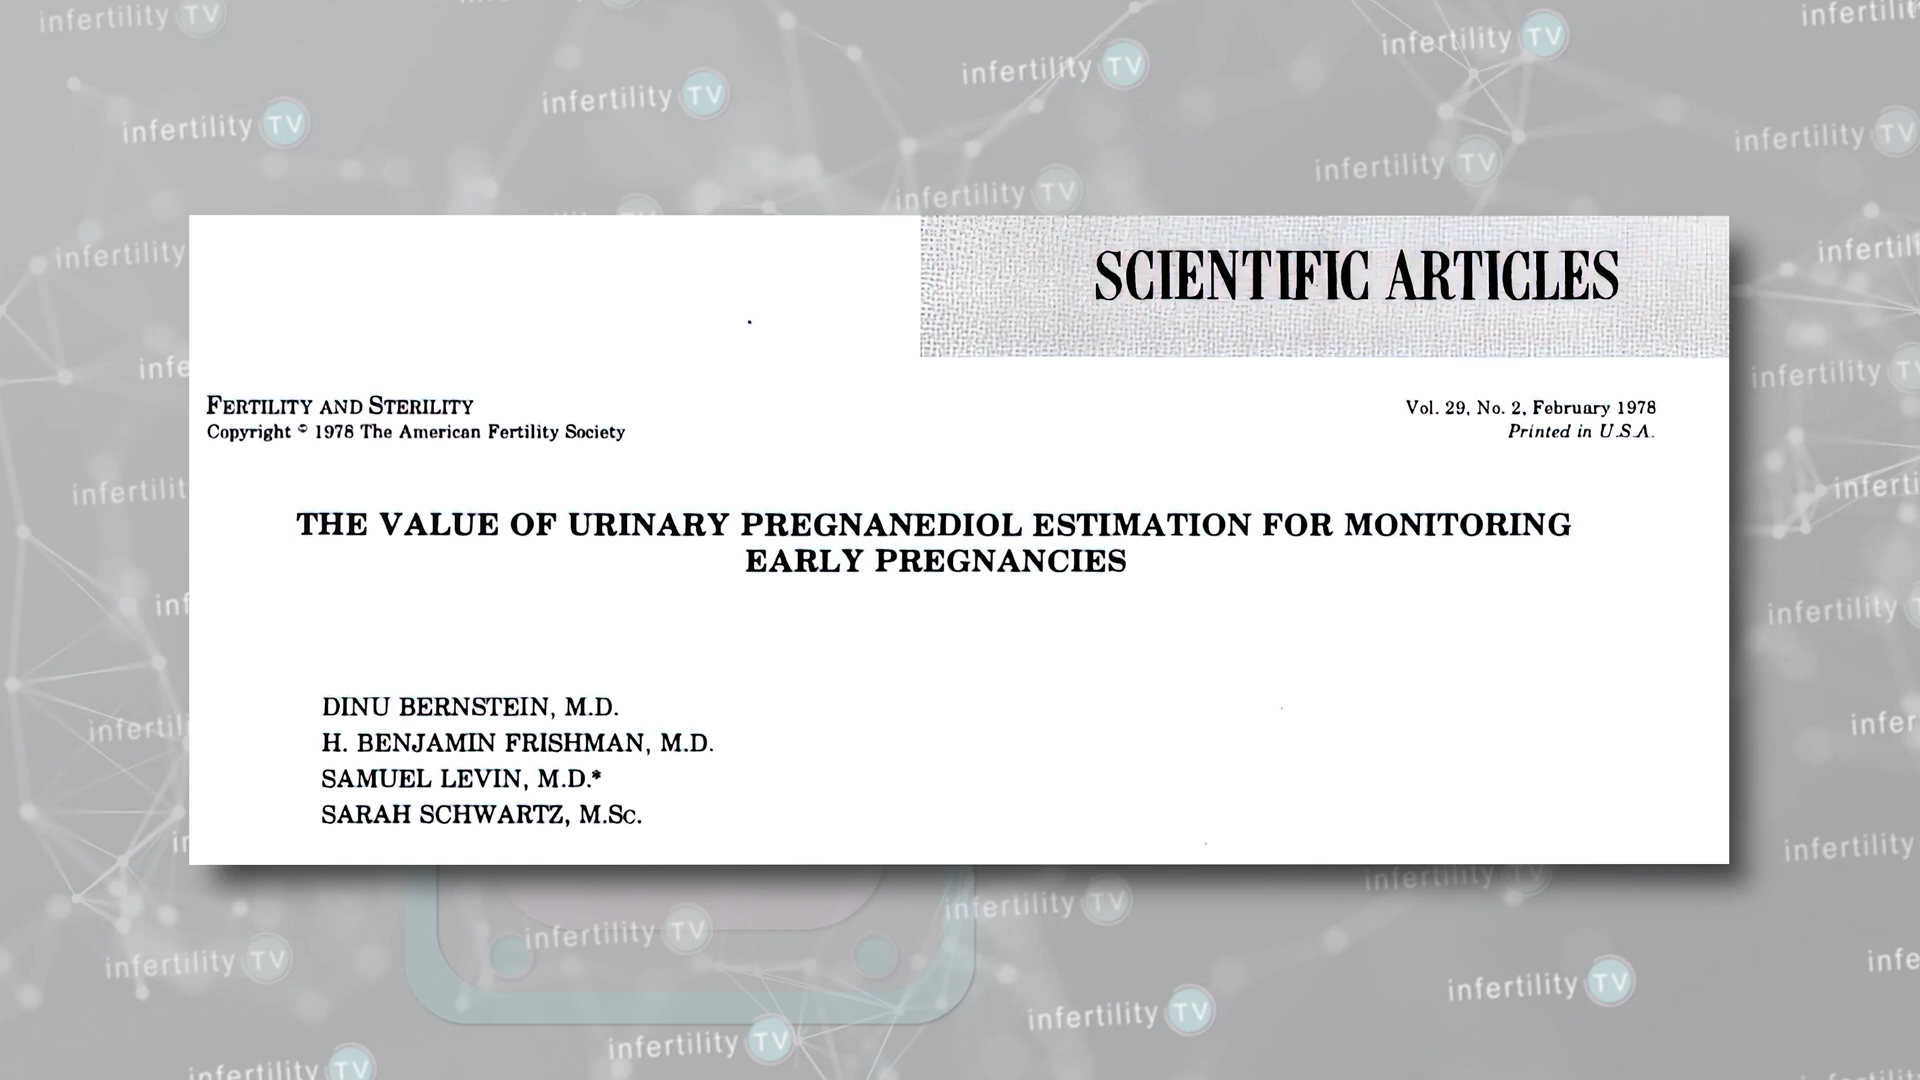 SCIENTIFIC ARTICLES
FERTILITY AND STERILITY
Copyright © 1978 The American Fertility Society
Vol. 29, No. 2, February 1978
Printed in U.S.A.
THE VALUE OF URINARY PREGNANEDIOL ESTIMATION FOR MONITORING
EARLY PREGNANCIES
DINU BERNSTEIN, M.D.
H. BENJAMIN FRISHMAN, M.D.
SAMUEL LEVIN, M.D.*
SARAH SCHWARTZ, M.Sc.
infertility TV